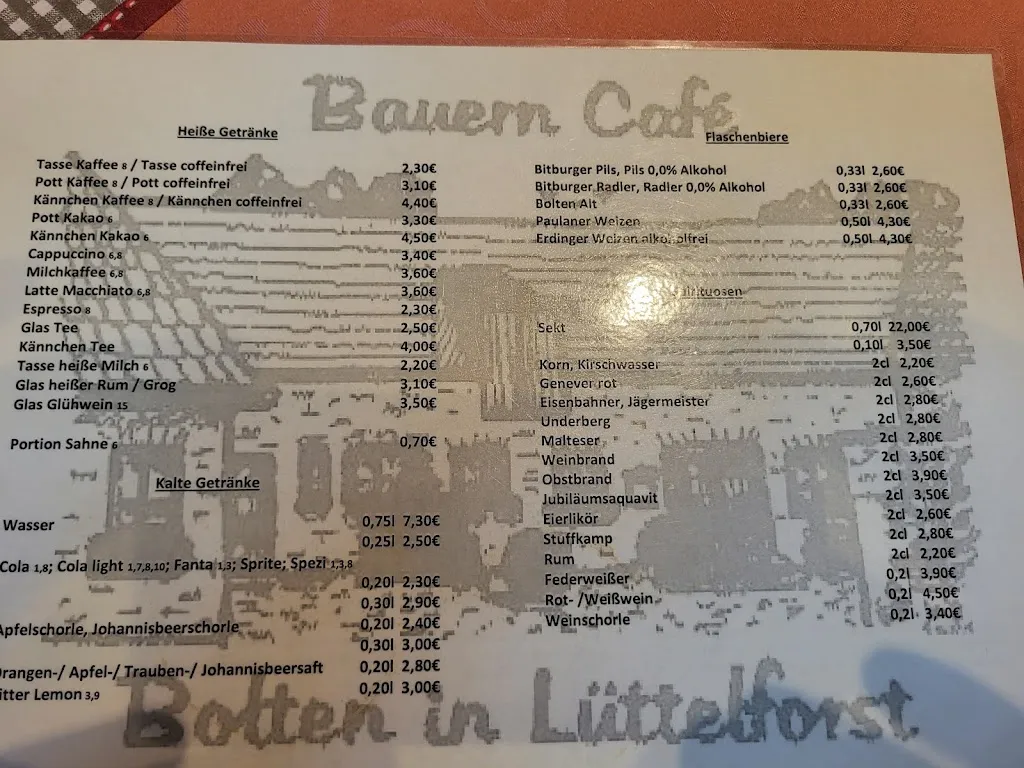 Bauern Café
Heiße Getränke
Tasse Kaffee 8 / Tasse coffeinfrei 2,30€
Pott Kaffee 8 / Pott coffeinfrei 3,10€
Kännchen Kaffee 8 / Kännchen coffeinfrei 4,40€
Pott Kakao 6 3,30€
Kännchen Kakao 6 4,50€
Cappuccino 6,8 3,40€
Milchkaffee 6,8 3,60€
Latte Macchiato 6,8 3,60€
Espresso 8 2,30€
Glas Tee 2,50€
Kännchen Tee 4,00€
Tasse heiße Milch 6 2,20€
Glas heißer Rum / Grog 3,10€
Glas Glühwein 15 3,50€
Portion Sahne 6 0,70€
Kalte Getränke
Wasser 0,75l 7,30€
0,25l 2,50€
Cola 1,8; Cola light 1,7,8,10; Fanta 1,3; Sprite; Spezi 1,3,8
0,20l 2,30€
0,30l 2,90€
Apfelschorle, Johannisbeerschorle 0,20l 2,40€
0,30l 3,00€
rangen-/ Apfel-/ Trauben-/ Johannisbeersaft 0,20l 2,80€
itter Lemon 3,9 0,20l 3,00€
Flaschenbiere
Bitburger Pils, Pils 0,0% Alkohol 0,33l 2,60€
Bitburger Radler, Radler 0,0% Alkohol 0,33l 2,60€
Bolten Alt 0,33l 2,60€
Paulaner Weizen 0,50l 4,30€
Erdinger Weizen alkoholfrei 0,50l 4,30€
Sekt 0,70l 22,00€
0,10l 3,50€
Korn, Kirschwasser 2cl 2,20€
Genever rot 2cl 2,60€
Eisenbahner, Jägermeister 2cl 2,80€
Underberg 2cl 2,80€
Malteser 2cl 2,80€
Weinbrand 2cl 3,50€
Obstbrand 2cl 3,90€
Jubiläumsaquavit 2cl 3,50€
Eierlikör 2cl 2,60€
Stuffkamp 2cl 2,80€
Rum 2cl 2,20€
Federweißer 0,2l 3,90€
Rot- /Weißwein 0,2l 4,50€
Weinschorle 0,2l 3,40€
Bolten in Lüttelforst